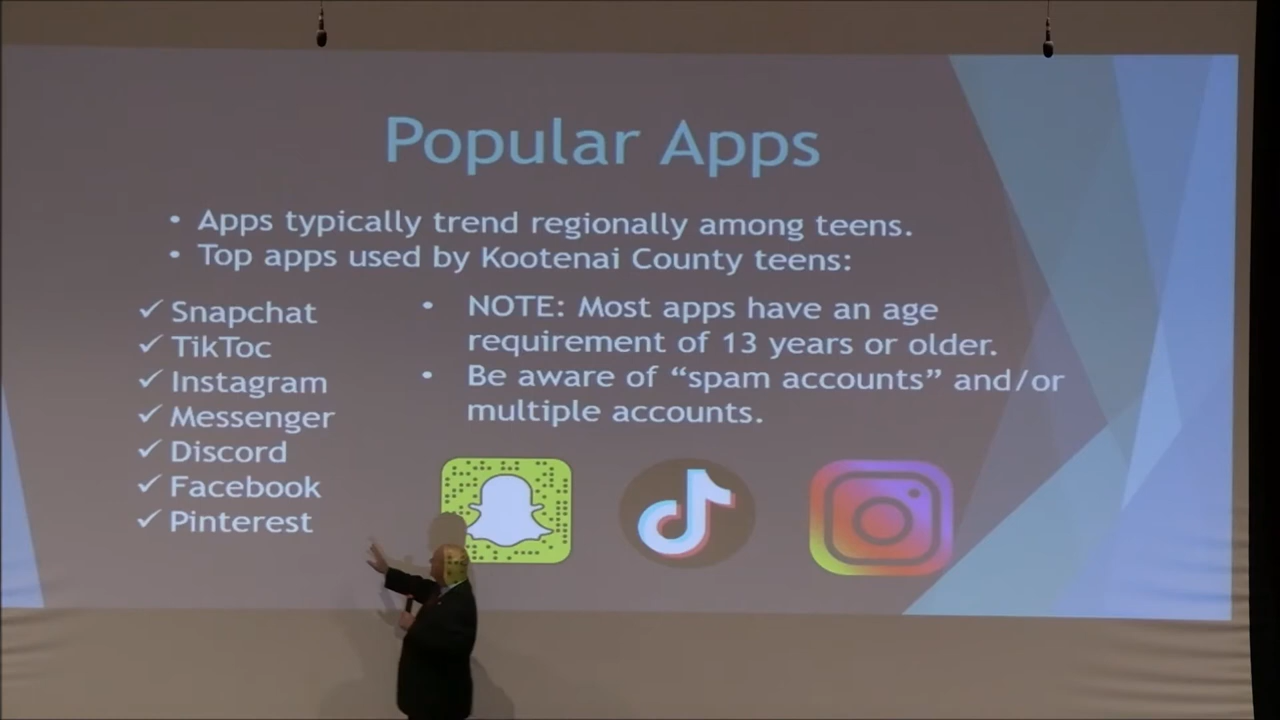 Popular Apps
• Apps typically trend regionally among teens.
• Top apps used by Kootenai County teens:
✓ Snapchat
✓ TikToc
✓ Instagram
✓ Messenger
✓ Discord
✓ Facebook
✓ Pinterest
• NOTE: Most apps have an age
requirement of 13 years or older.
• Be aware of “spam accounts” and/or
multiple accounts.